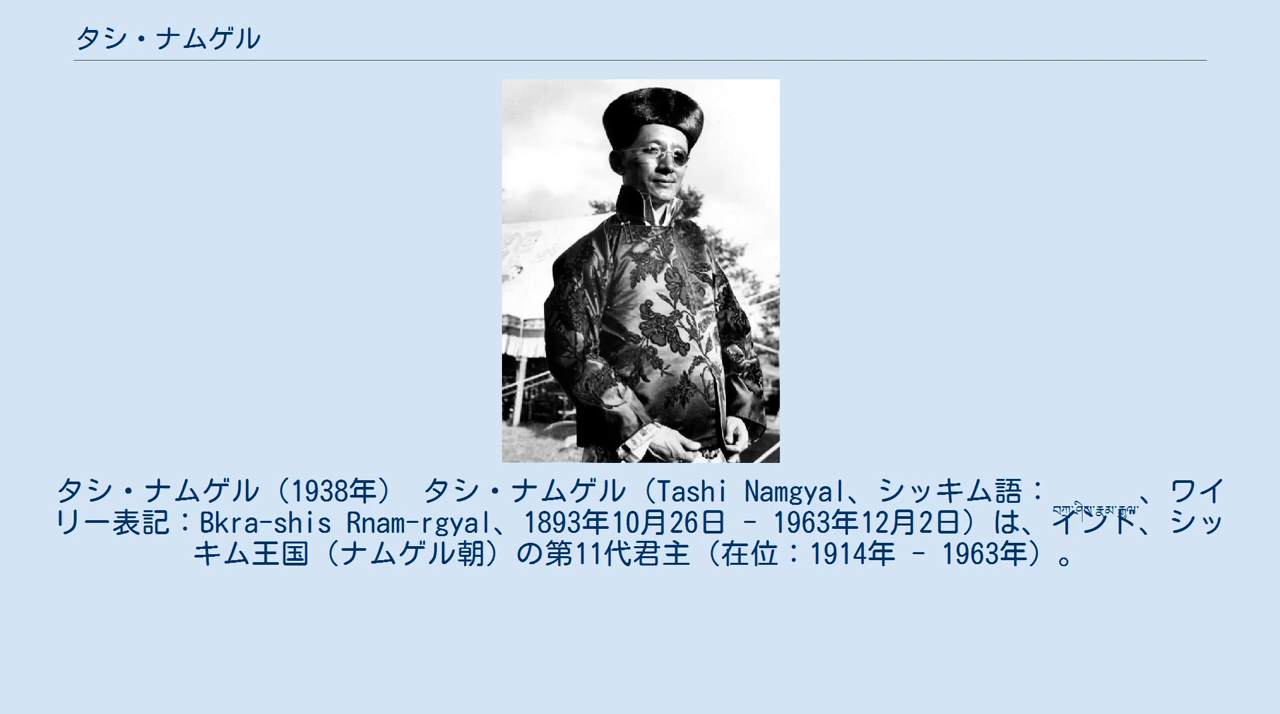 タシ・ナムゲル
タシ・ナムゲル（1938年） タシ・ナムゲル（Tashi Namgyal、シッキム語：བཀྲ་ཤིས་རྣམ་རྒྱལ་、ワイ
リー表記：Bkra-shis Rnam-rgyal、1893年10月26日 - 1963年12月2日）は、インド、シッ
キム王国（ナムゲル朝）の第11代君主（在位：1914年 - 1963年）。